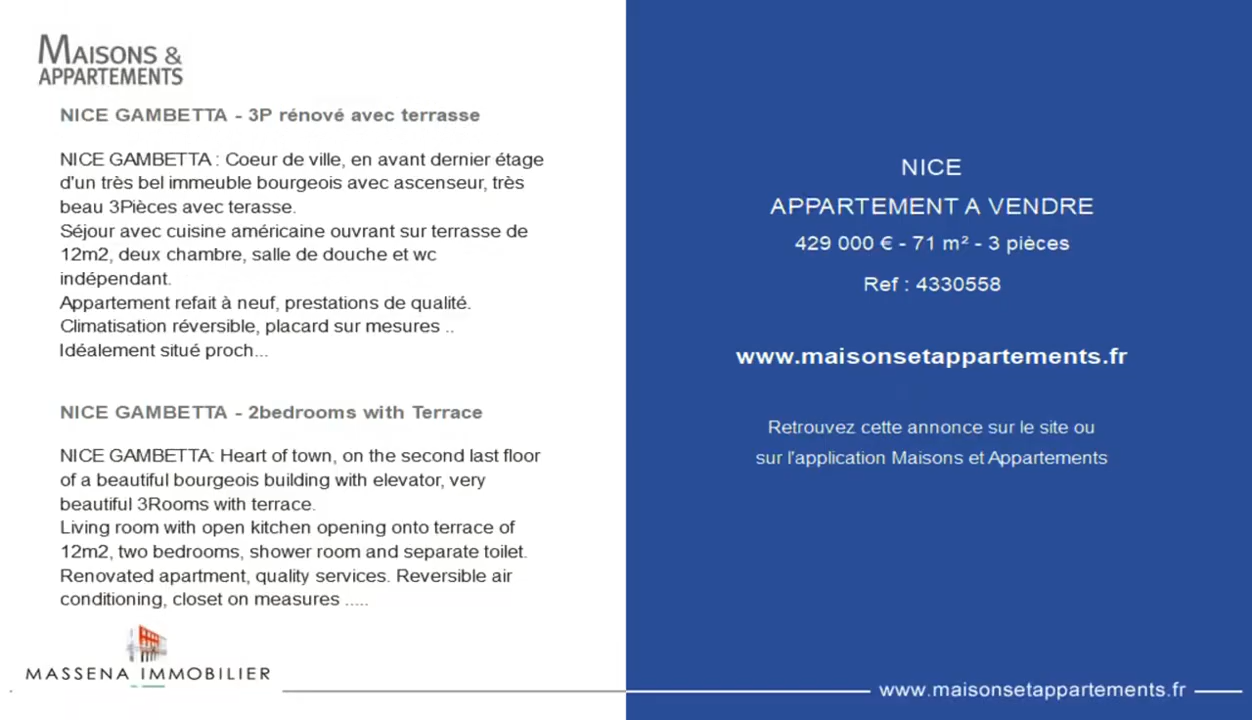 MAISONS &
APPARTEMENTS
NICE GAMBETTA - 3P rénové avec terrasse
NICE GAMBETTA : Coeur de ville, en avant dernier étage
d'un très bel immeuble bourgeois avec ascenseur, très
beau 3Pièces avec terasse.
Séjour avec cuisine américaine ouvrant sur terrasse de
12m2, deux chambre, salle de douche et wc
indépendant.
Appartement refait à neuf, prestations de qualité.
Climatisation réversible, placard sur mesures ..
Idéalement situé proch...
NICE GAMBETTA - 2bedrooms with Terrace
NICE GAMBETTA: Heart of town, on the second last floor
of a beautiful bourgeois building with elevator, very
beautiful 3Rooms with terrace.
Living room with open kitchen opening onto terrace of
12m2, two bedrooms, shower room and separate toilet.
Renovated apartment, quality services. Reversible air
conditioning, closet on measures .....
MASSENA IMMOBILIER
NICE
APPARTEMENT A VENDRE
429 000 € - 71 m² - 3 pièces
Ref : 4330558
www.maisonsetappartements.fr
Retrouvez cette annonce sur le site ou
sur l'application Maisons et Appartements
www.maisonsetappartements.fr